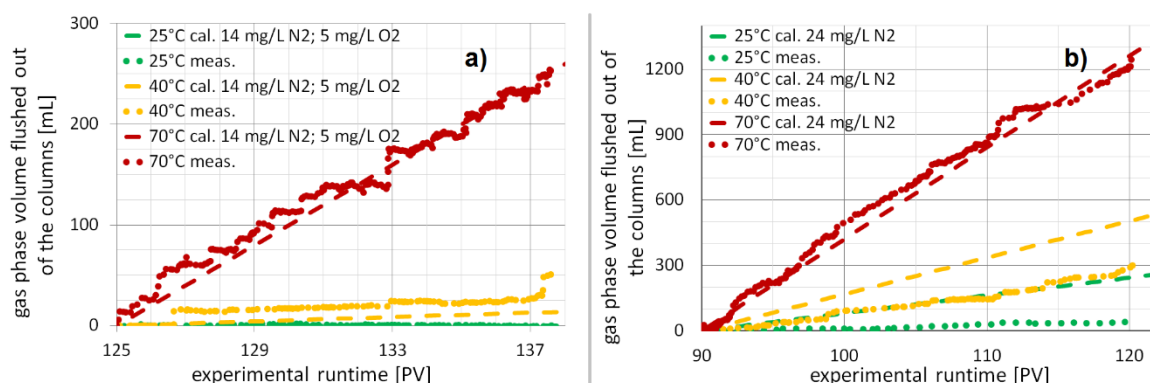 gas phase volume flushed out
of the columns [mL]
300
250
200
150
100
50
0
a)
25°C cal. 14 mg/L N2; 5 mg/L O2
25°C meas.
40°C cal. 14 mg/L N2; 5 mg/L O2
40°C meas.
70°C cal. 14 mg/L N2; 5 mg/L O2
70°C meas.
125
129
133
137
experimental runtime [PV]
gas phase volume flushed out of
the columns [mL]
1200
900
600
300
0
b)
25°C cal. 24 mg/L N2
25°C meas.
40°C cal. 24 mg/L N2
40°C meas.
70°C cal. 24 mg/L N2
70°C meas.
90
100
110
120
experimental runtime [PV]